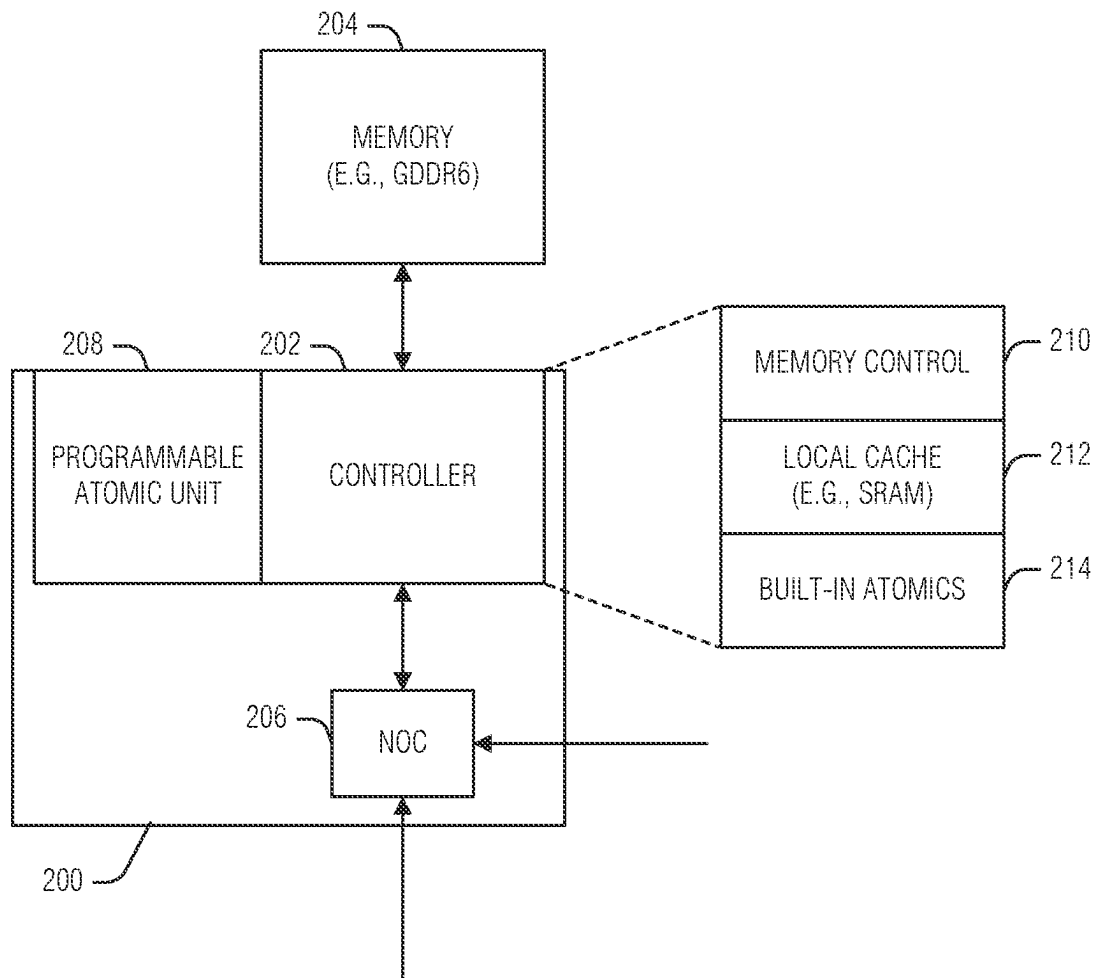 204
MEMORY
(E.G., GDDR6)
208
202
PROGRAMMABLE
ATOMIC UNIT
CONTROLLER
MEMORY CONTROL
210
LOCAL CACHE
(E.G., SRAM)
212
BUILT-IN ATOMICS
214
206
NOC
200